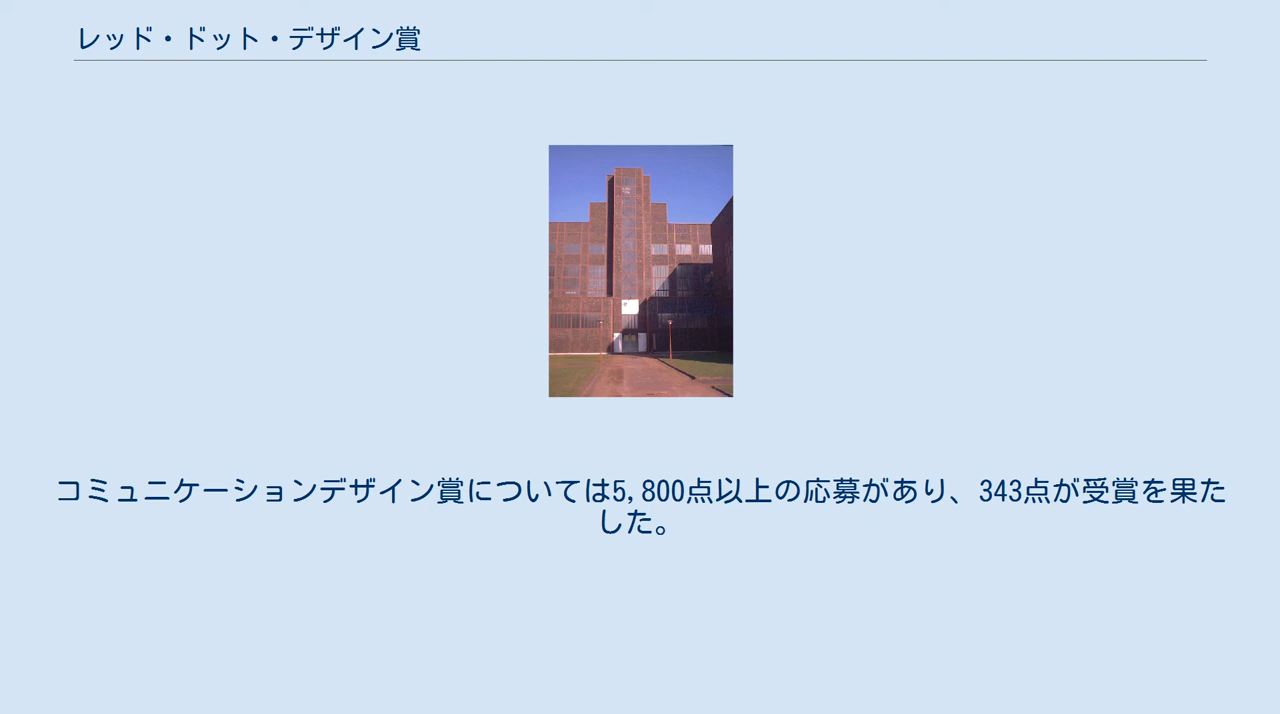 レッド・ドット・デザイン賞
コミュニケーションデザイン賞については5,800点以上の応募があり、343点が受賞を果た
した。